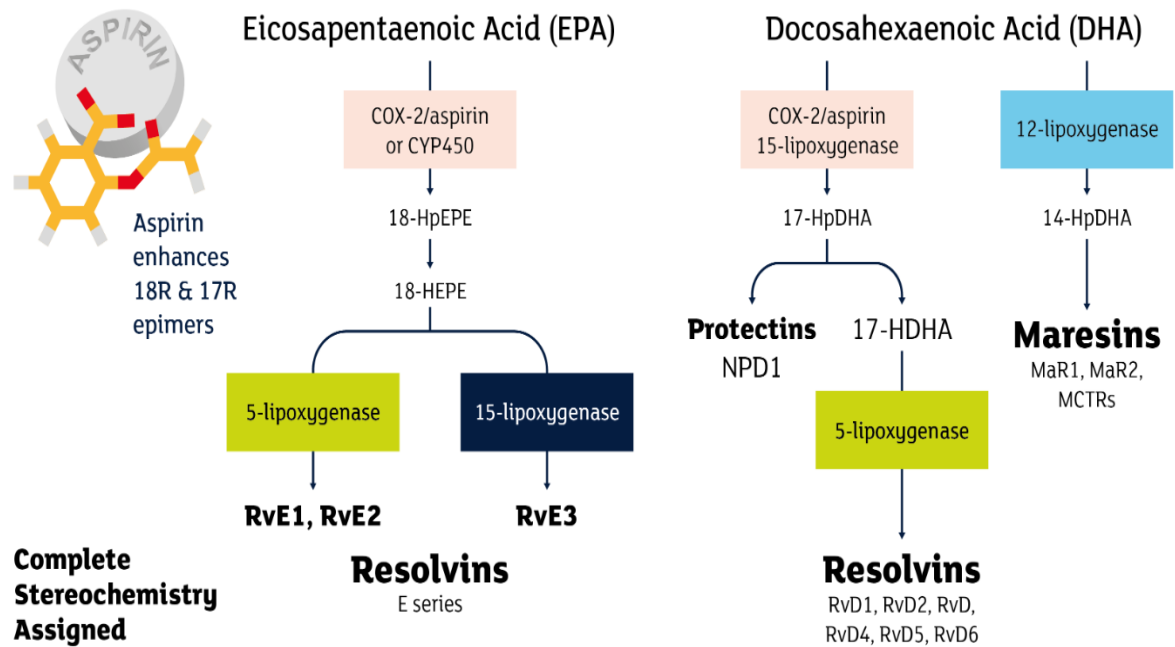 ASPIRIN
Aspirin
enhances
18R & 17R
epimers
Complete
Stereochemistry
Assigned
Eicosapentaenoic Acid (EPA)
COX-2/aspirin
or CYP450
18-HpEPE
18-HEPE
5-lipoxygenase
15-lipoxygenase
RvE1, RvE2
RvE3
Resolvins
E series
Docosahexaenoic Acid (DHA)
COX-2/aspirin
15-lipoxygenase
12-lipoxygenase
17-HpDHA
14-HpDHA
Protectins
NPD1
17-HDHA
Maresins
MaR1, MaR2,
MCTRs
5-lipoxygenase
Resolvins
RvD1, RvD2, RvD,
RvD4, RvD5, RvD6